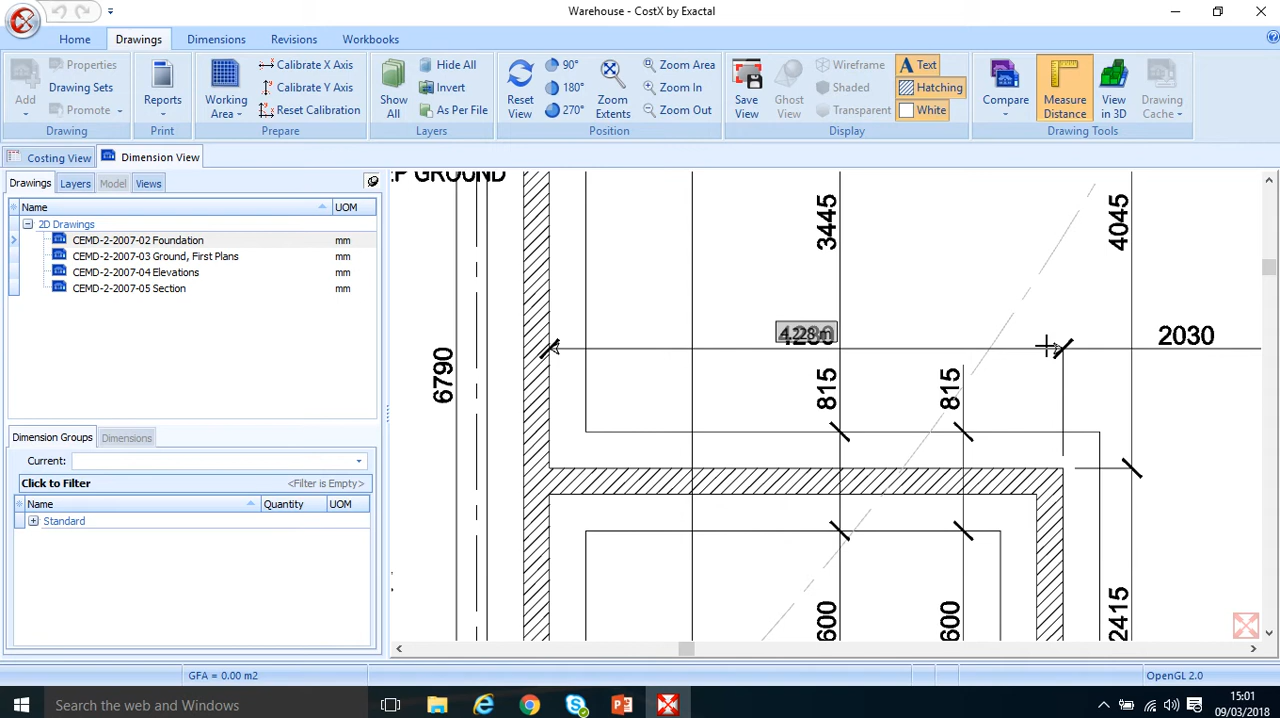 Warehouse - CostX by Exactal
Home Drawings Dimensions Revisions Workbooks
Add Properties Drawing Sets Promote Drawing
Reports Print
Working Area Calibrate X Axis Calibrate Y Axis Reset Calibration Prepare
Show All Hide All Invert As Per File Layers
Reset View 90° 180° 270° Zoom Extents Zoom Area Zoom In Zoom Out Position
Save View Ghost View Wireframe Shaded Transparent Text Hatching White Display
Compare Measure Distance View in 3D Drawing Cache Drawing Tools
Costing View Dimension View
Drawings Layers Model Views
Name UOM
2D Drawings
CEMD-2-2007-02 Foundation mm
CEMD-2-2007-03 Ground, First Plans mm
CEMD-2-2007-04 Elevations mm
CEMD-2-2007-05 Section mm
Dimension Groups Dimensions
Current:
Click to Filter <Filter is Empty>
Name Quantity UOM
Standard
GROUND
3445
4045
4.228 m
2030
6790
815
815
600
600
2415
GFA = 0.00 m2
OpenGL 2.0
Search the web and Windows
15:01
09/03/2018